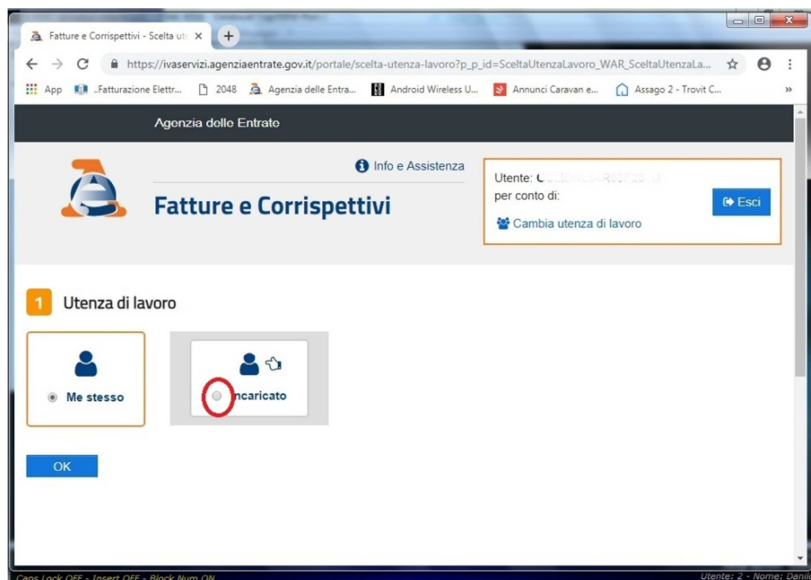 Fatture e Corrispettivi - Scelta ute
https://ivaservizi.agenziaentrate.gov.it/portale/scelta-utenza-lavoro?p_p_id=SceltaUtenzaLavoro_WAR_SceltaUtenzaLa...
App
..Fatturazione Elettr...
2048
Agenzia delle Entra...
Android Wireless U...
Annunci Caravan e...
Assago 2 - Trovit C...
Agenzia delle Entrate
Info e Assistenza
Fatture e Corrispettivi
Utente:
per conto di:
Esci
Cambia utenza di lavoro
1 Utenza di lavoro
Me stesso
Incaricato
OK
Caps Lock OFF - Insert OFF - Block Num ON
Utente: 2 - Nome: Danil